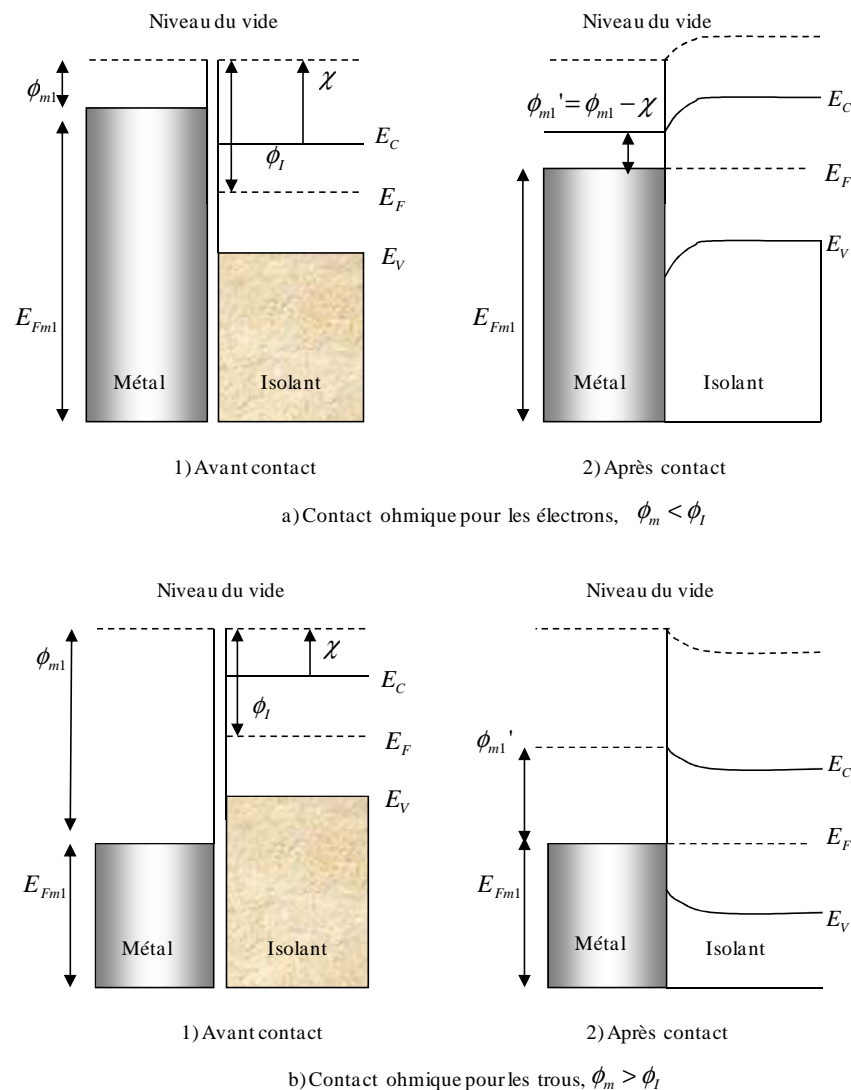 Niveau du vide
Niveau du vide
ϕm1
χ
ϕI
EC
EF
EV
EFm1
Métal
Isolant
ϕm1'=ϕm1−χ
EC
EF
EV
EFm1
Métal
Isolant
1) Avant contact
2) Après contact
a) Contact ohmique pour les électrons, ϕm < ϕI
Niveau du vide
Niveau du vide
ϕm1
χ
ϕI
EC
EF
EV
EFm1
Métal
Isolant
ϕm1'
EC
EF
EV
EFm1
Métal
Isolant
1) Avant contact
2) Après contact
b) Contact ohmique pour les trous, ϕm > ϕI